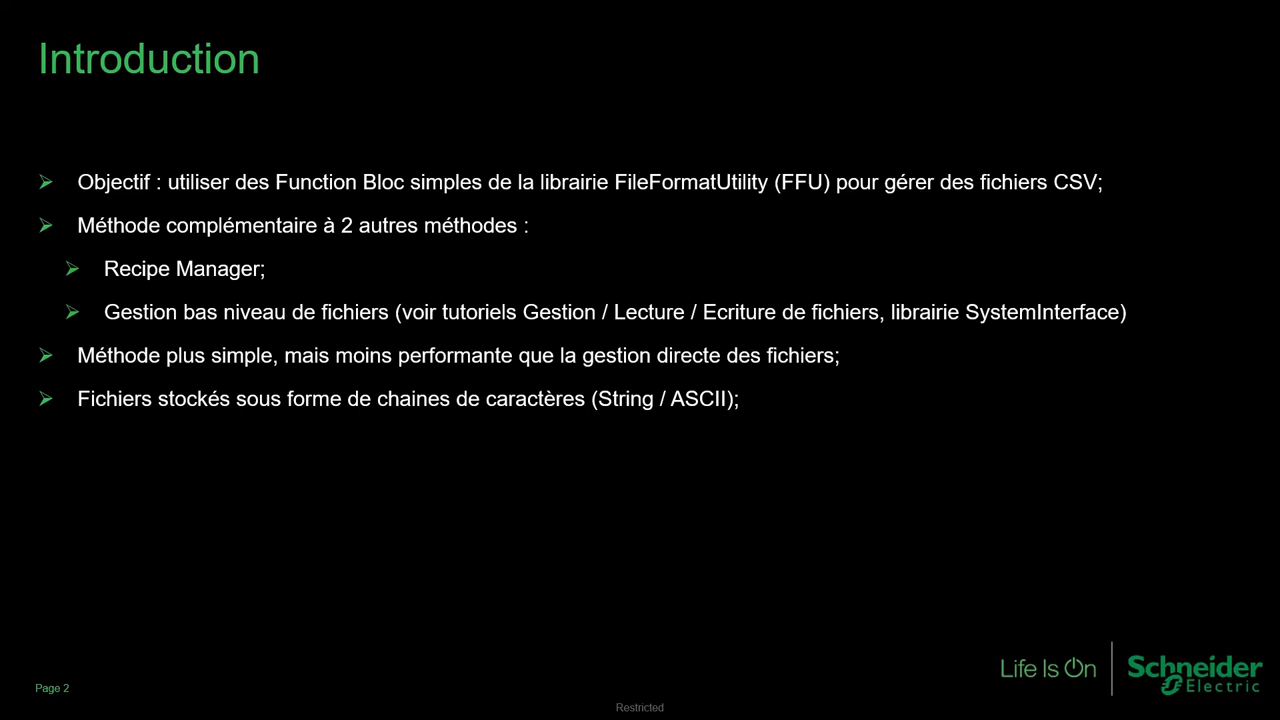 Introduction
Objectif : utiliser des Function Bloc simples de la librairie FileFormatUtility (FFU) pour gérer des fichiers CSV;
Méthode complémentaire à 2 autres méthodes :
Recipe Manager;
Gestion bas niveau de fichiers (voir tutoriels Gestion / Lecture / Ecriture de fichiers, librairie SystemInterface)
Méthode plus simple, mais moins performante que la gestion directe des fichiers;
Fichiers stockés sous forme de chaines de caractères (String / ASCII);
Life Is On
Schneider
Electric
Page 2
Restricted